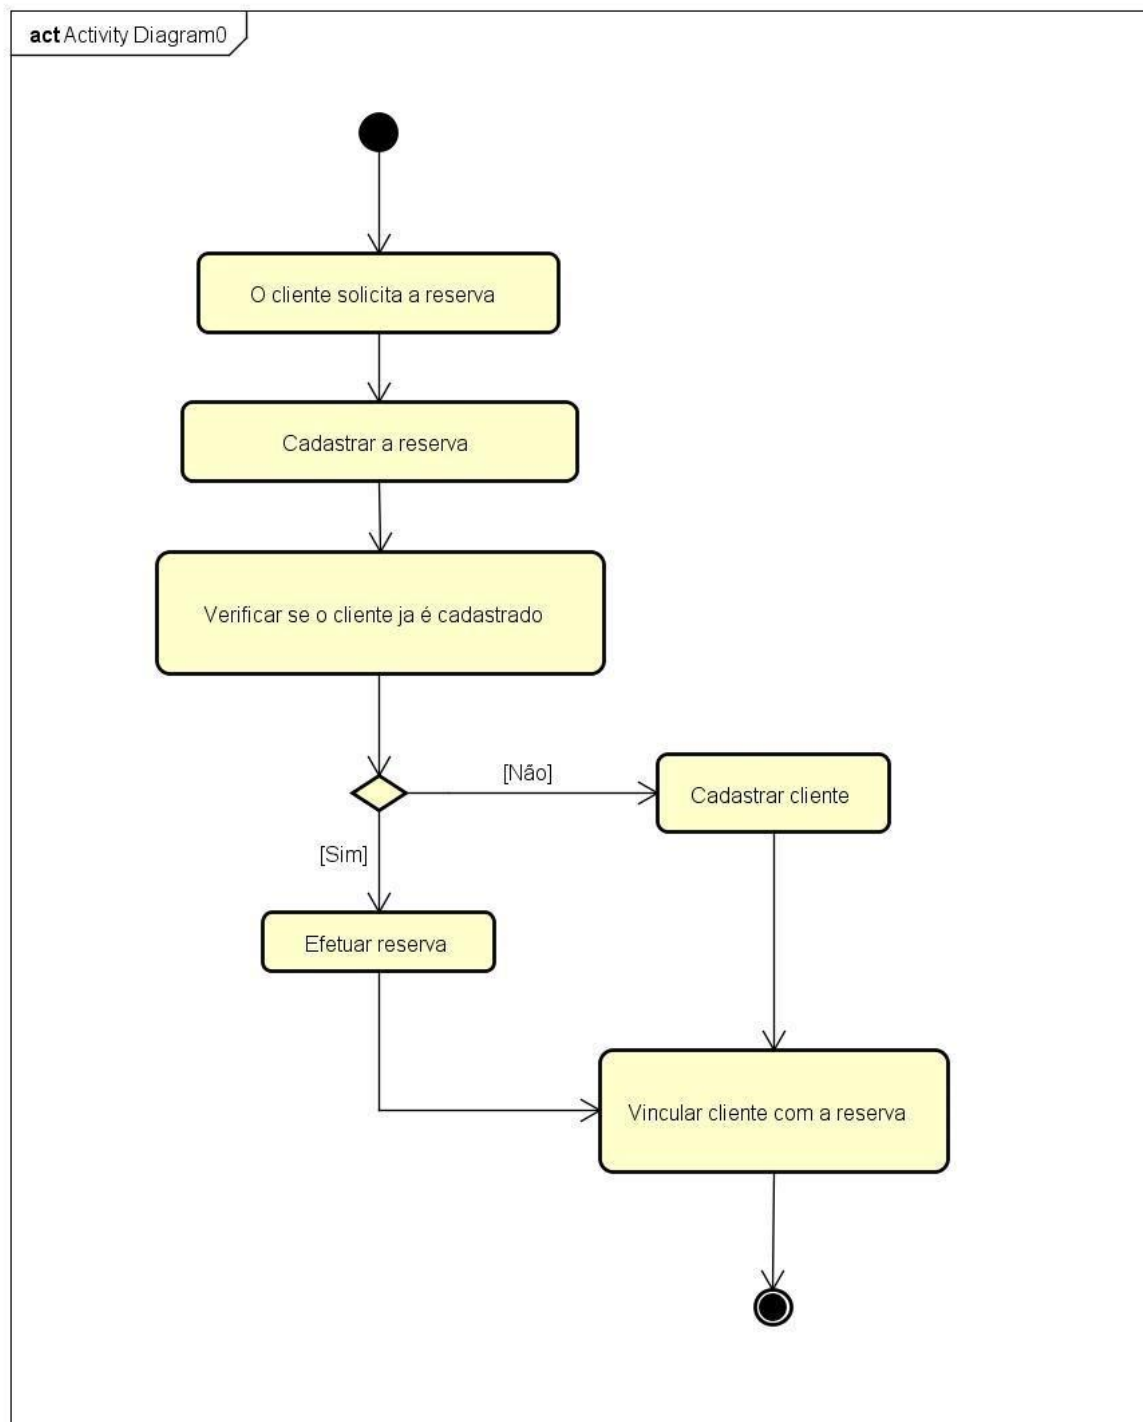 act Activity Diagram0
O cliente solicita a reserva
Cadastrar a reserva
Verificar se o cliente ja é cadastrado
[Não]
Cadastrar cliente
[Sim]
Efetuar reserva
Vincular cliente com a reserva